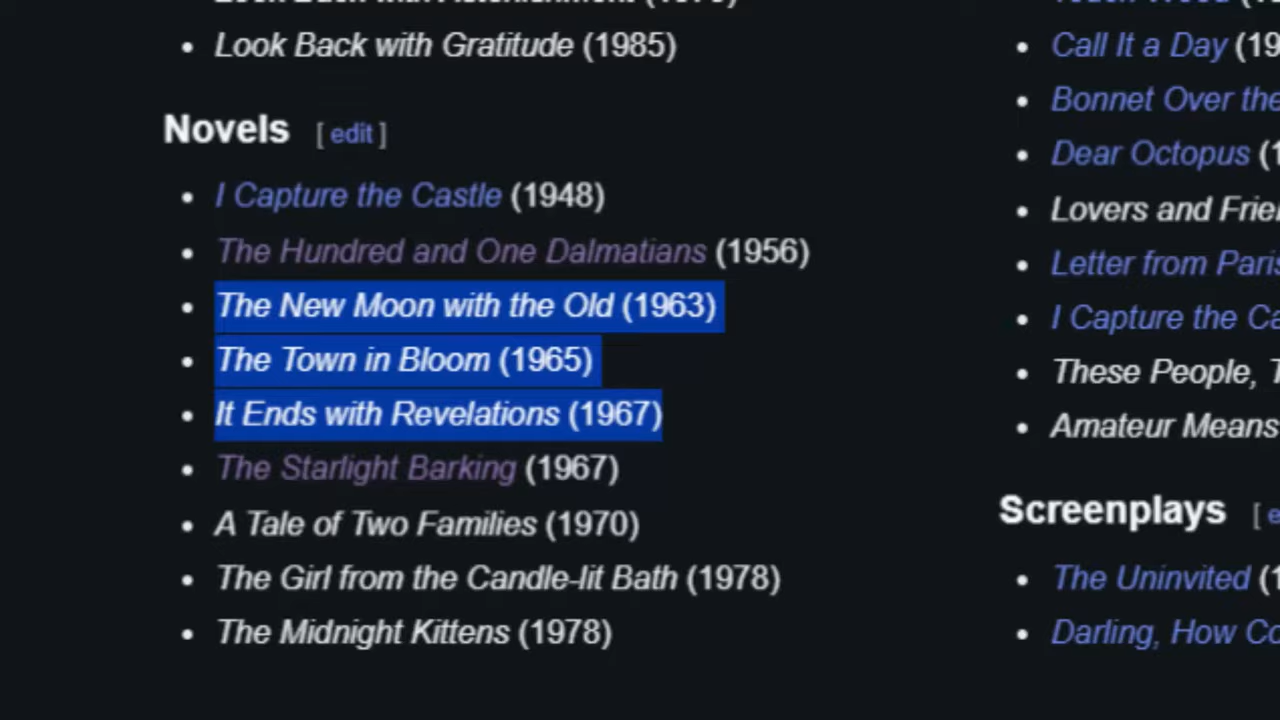 Look Back with Gratitude (1985)
Novels [ edit ]
I Capture the Castle (1948)
The Hundred and One Dalmatians (1956)
The New Moon with the Old (1963)
The Town in Bloom (1965)
It Ends with Revelations (1967)
The Starlight Barking (1967)
A Tale of Two Families (1970)
The Girl from the Candle-lit Bath (1978)
The Midnight Kittens (1978)
Call It a Day (19
Bonnet Over the
Dear Octopus (1
Lovers and Frie
Letter from Paris
I Capture the Ca
These People, T
Amateur Means
Screenplays [ e
The Uninvited (1
Darling, How Co